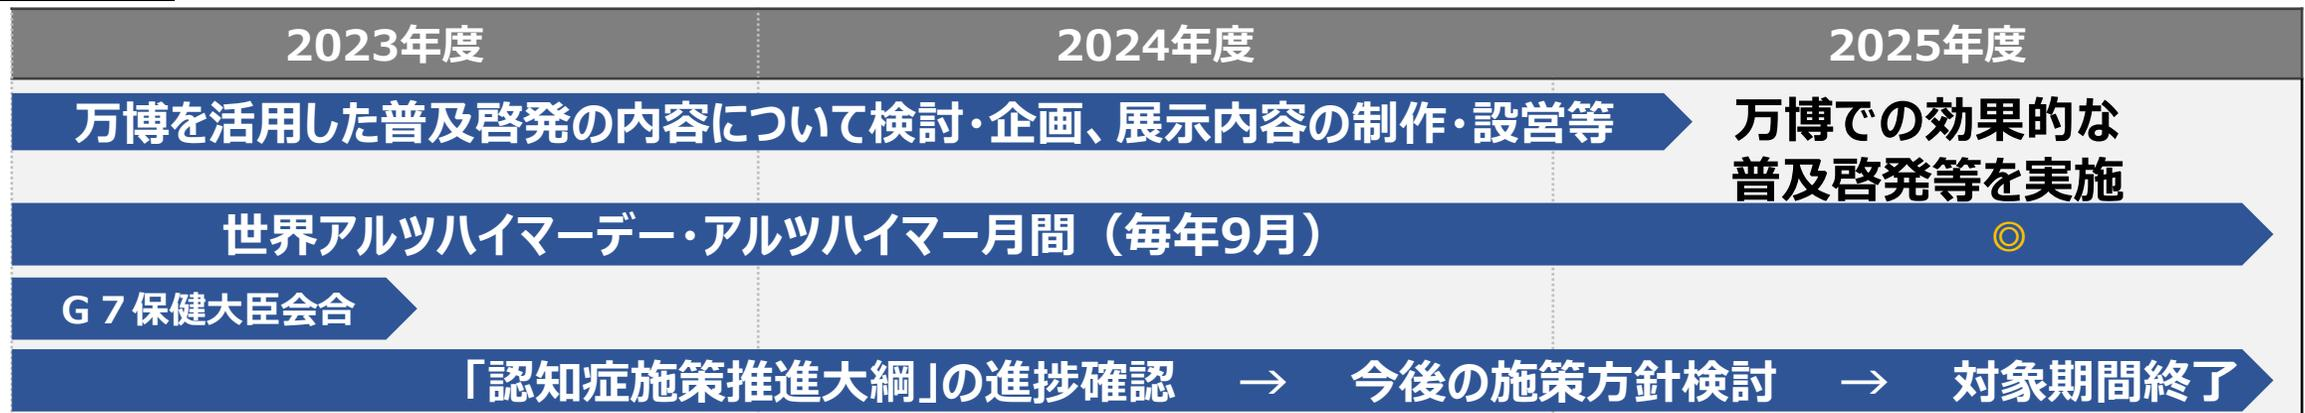 2023年度
2024年度
2025年度
万博を活用した普及啓発の内容について検討・企画、展示内容の制作・設営等
万博での効果的な
普及啓発等を実施
世界アルツハイマーデー・アルツハイマー月間（毎年9月）
◎
Ｇ７保健大臣会合
「認知症施策推進大綱」の進捗確認　→　今後の施策方針検討　→　対象期間終了